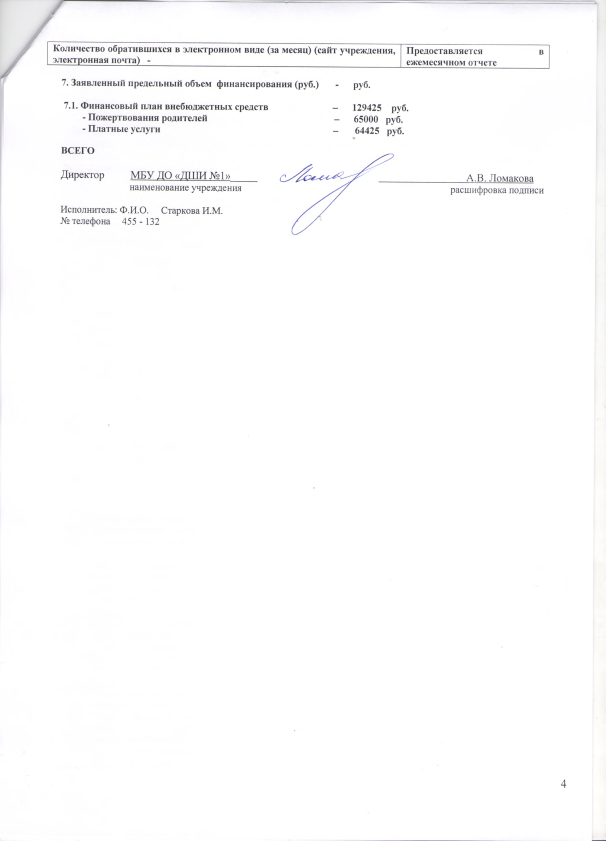 Количество обратившихся в электронном виде (за месяц) (сайт учреждения, электронная почта) -
Предоставляется в ежемесячном отчете
7. Заявленный предельный объем финансирования (руб.) - руб.
7.1. Финансовый план внебюджетных средств – 129425 руб.
- Пожертвования родителей – 65000 руб.
- Платные услуги – 64425 руб.
ВСЕГО
Директор МБУ ДО «ДШИ №1» А.В. Ломакова
наименование учреждения расшифровка подписи
Исполнитель: Ф.И.О. Старкова И.М.
№ телефона 455 - 132
4